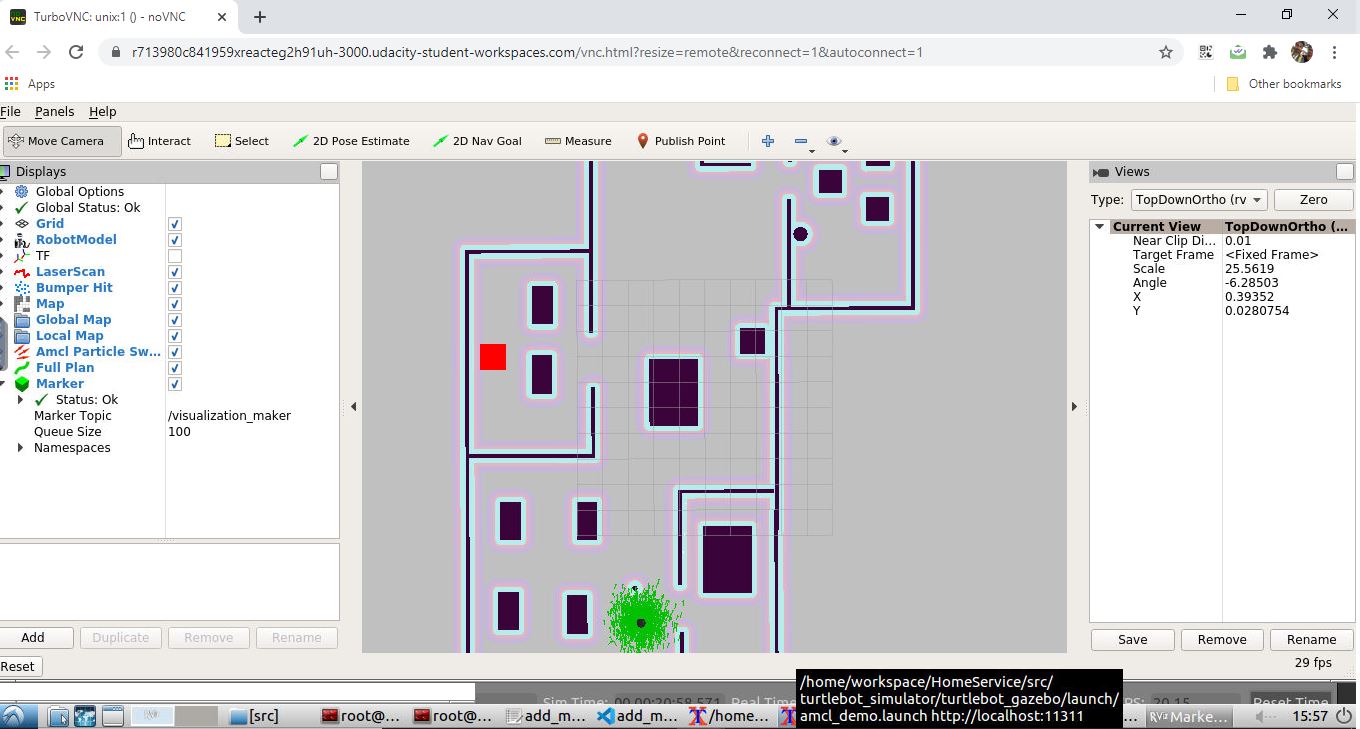 TurboVNC: unix:1 () - noVNC
r713980c841959xreacteg2h91uh-3000.udacity-student-workspaces.com/vnc.html?resize=remote&reconnect=1&autoconnect=1
Apps
Other bookmarks
File Panels Help
Move Camera Interact Select 2D Pose Estimate 2D Nav Goal Measure Publish Point
Displays
Global Options
Global Status: Ok
Grid
RobotModel
TF
LaserScan
Bumper Hit
Map
Global Map
Local Map
Amcl Particle Sw...
Full Plan
Marker
Status: Ok
Marker Topic /visualization_maker
Queue Size 100
Namespaces
Add Duplicate Remove Rename
Reset
Views
Type: TopDownOrtho (rv Zero
Current View TopDownOrtho (...
Near Clip Di... 0.01
Target Frame <Fixed Frame>
Scale 25.5619
Angle -6.28503
X 0.39352
Y 0.0280754
Save Remove Rename
29 fps
/home/workspace/HomeService/src/
turtlebot_simulator/turtlebot_gazebo/launch/
amcl_demo.launch http://localhost:11311
Sim Time: 00 00:20:58.571 Real Time
PS: 20.15 Reset Time
[src] root@... root@... add_m... add_m... /home... RViz Marke... 15:57